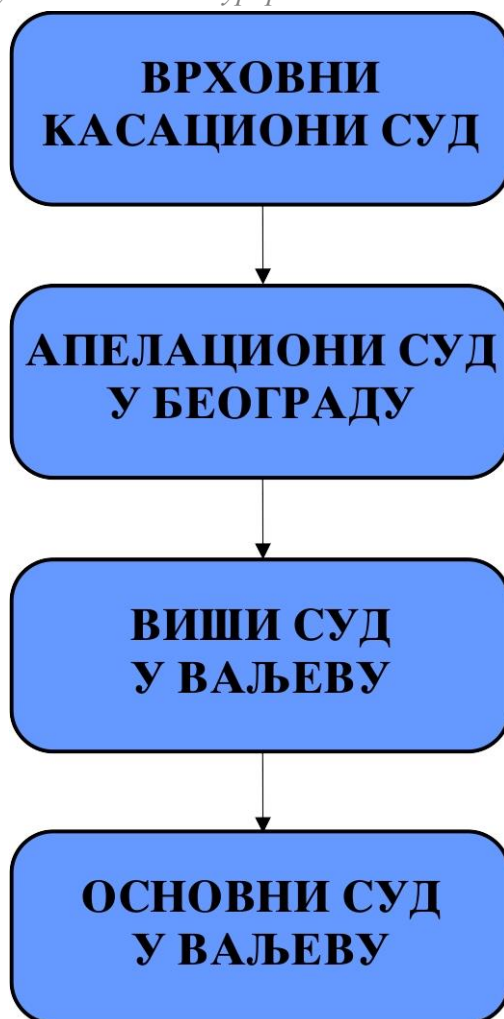 ВРХОВНИ
КАСАЦИОНИ СУД
АПЕЛАЦИОНИ СУД
У БЕОГРАДУ
ВИШИ СУД
У ВАЉЕВУ
ОСНОВНИ СУД
У ВАЉЕВУ